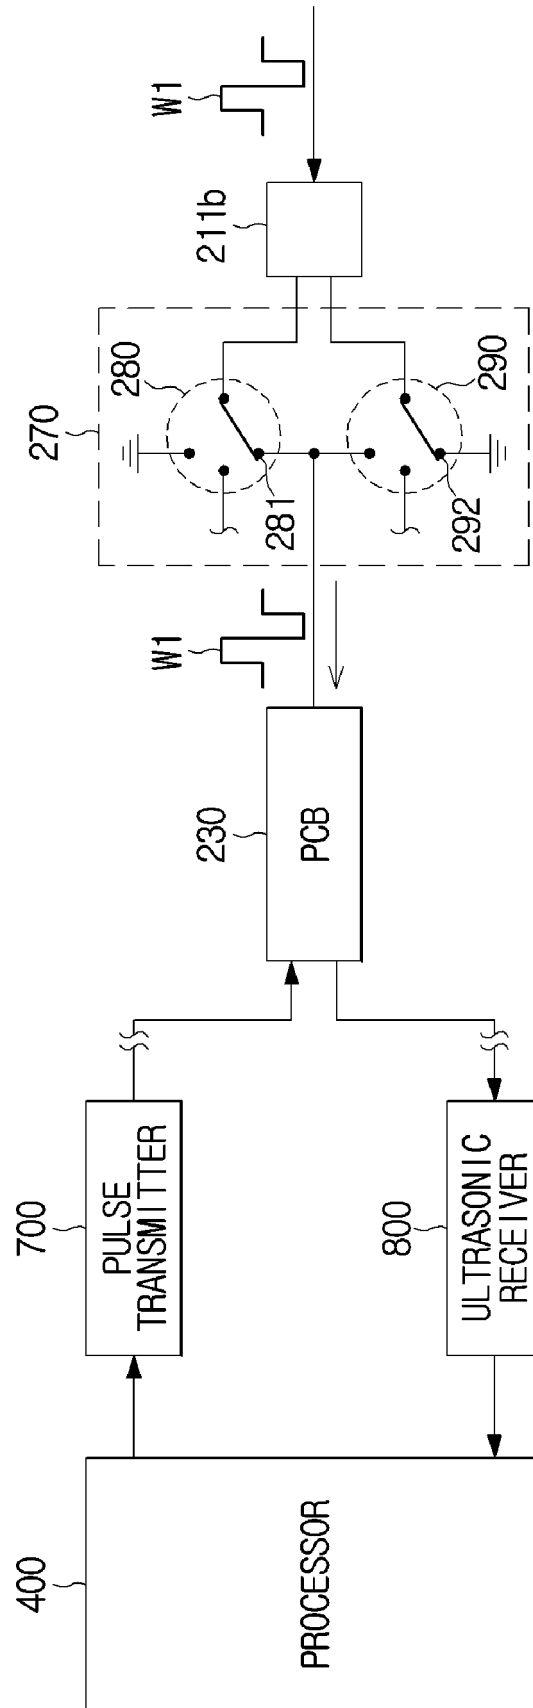 400
PROCESSOR
700
PULSE
TRANSMITTER
800
ULTRASONIC
RECEIVER
230
PCB
W1
270
280
281
290
292
211b
W1